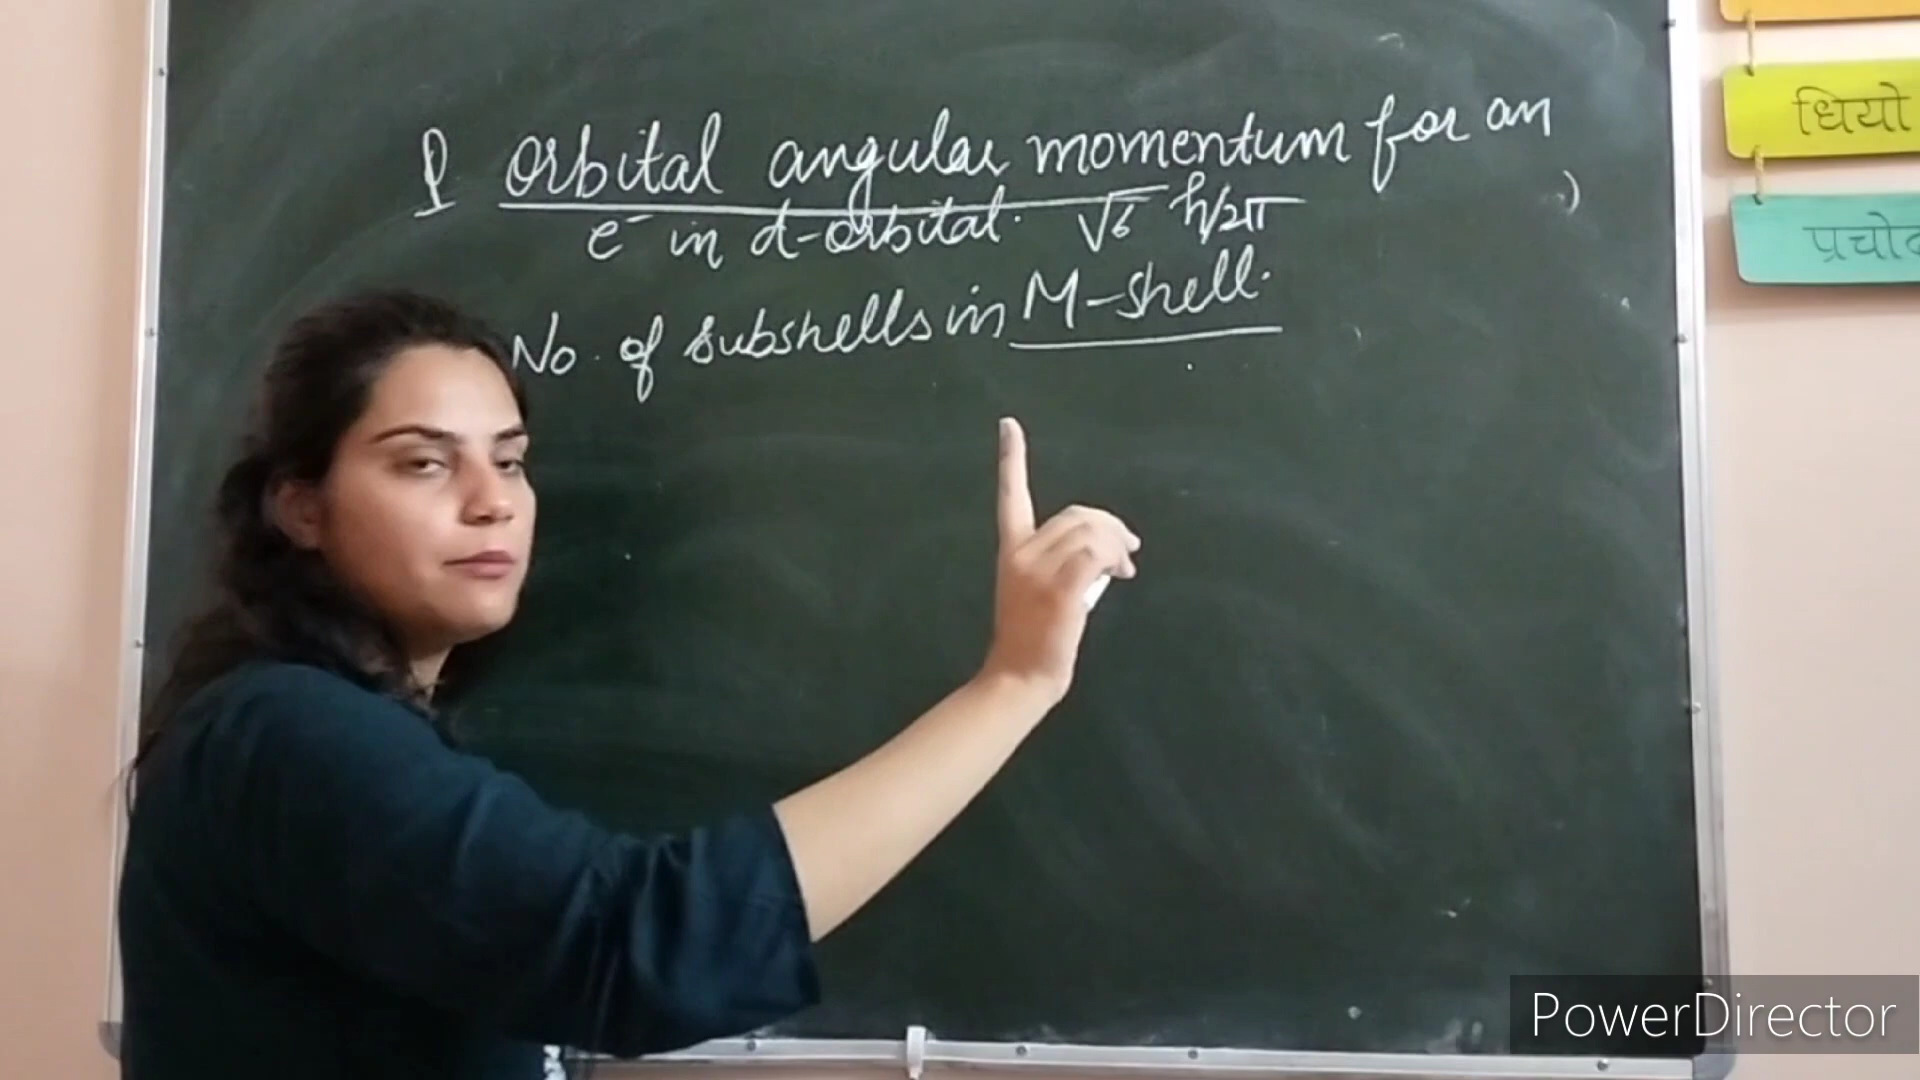 orbital angular momentum for an
e⁻ in d-orbital. √6 h/2π
No. of subshells in M-shell.
धियो
प्रचोद
PowerDirector